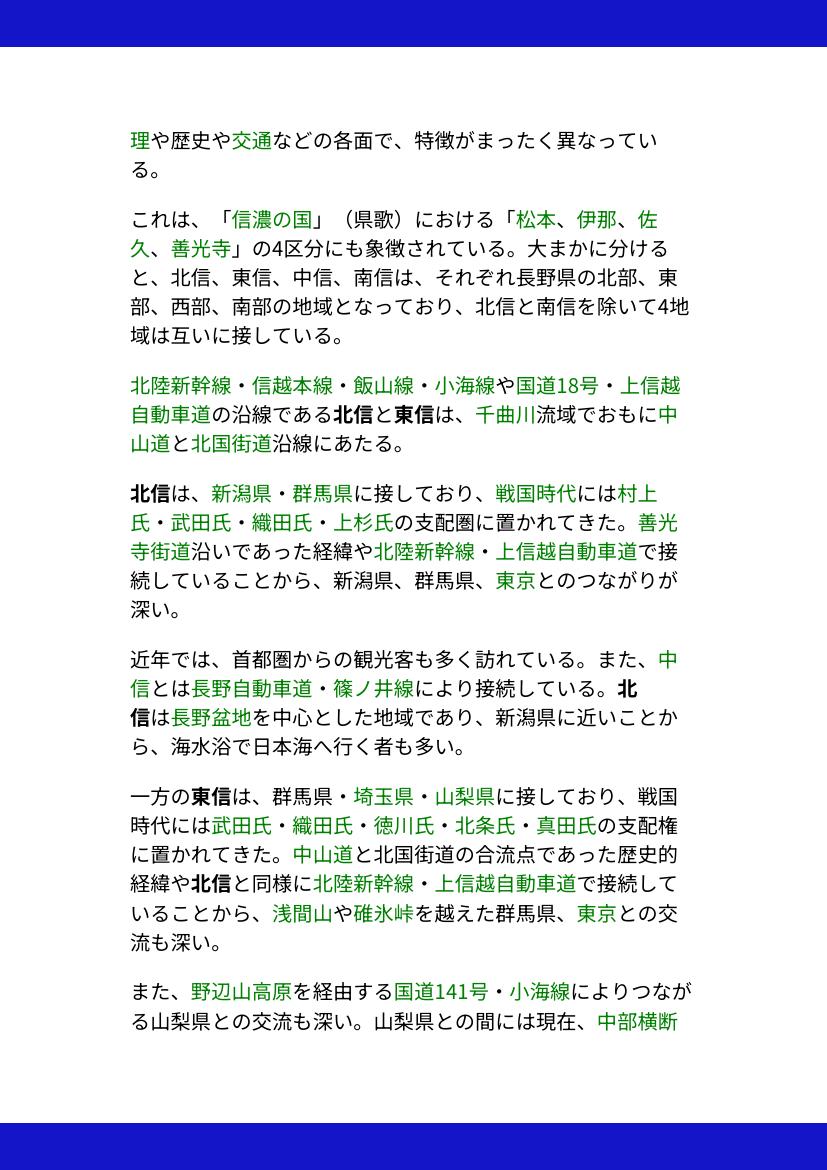 理や歴史や交通などの各面で、特徴がまったく異なってい
る。
これは、「信濃の国」（県歌）における「松本、伊那、佐
久、善光寺」の4区分にも象徴されている。大まかに分ける
と、北信、東信、中信、南信は、それぞれ長野県の北部、東
部、西部、南部の地域となっており、北信と南信を除いて4地
域は互いに接している。
北陸新幹線・信越本線・飯山線・小海線や国道18号・上信越
自動車道の沿線である北信と東信は、千曲川流域でおもに中
山道と北国街道沿線にあたる。
北信は、新潟県・群馬県に接しており、戦国時代には村上
氏・武田氏・織田氏・上杉氏の支配圏に置かれてきた。善光
寺街道沿いであった経緯や北陸新幹線・上信越自動車道で接
続していることから、新潟県、群馬県、東京とのつながりが
深い。
近年では、首都圏からの観光客も多く訪れている。また、中
信とは長野自動車道・篠ノ井線により接続している。北
信は長野盆地を中心とした地域であり、新潟県に近いことか
ら、海水浴で日本海へ行く者も多い。
一方の東信は、群馬県・埼玉県・山梨県に接しており、戦国
時代には武田氏・織田氏・徳川氏・北条氏・真田氏の支配権
に置かれてきた。中山道と北国街道の合流点であった歴史的
経緯や北信と同様に北陸新幹線・上信越自動車道で接続して
いることから、浅間山や碓氷峠を越えた群馬県、東京との交
流も深い。
また、野辺山高原を経由する国道141号・小海線によりつなが
る山梨県との交流も深い。山梨県との間には現在、中部横断